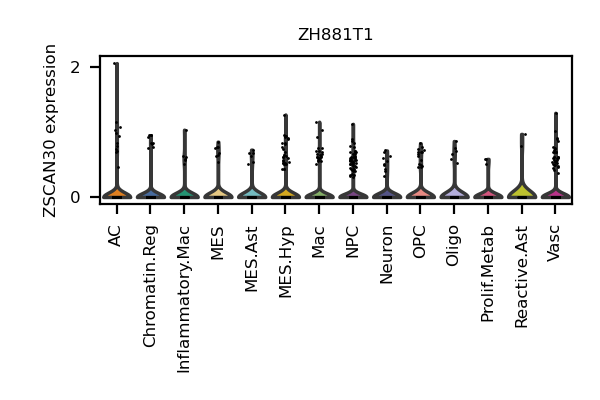 ZH881T1
ZSCAN30 expression
2
0
AC
Chromatin.Reg
Inflammatory.Mac
MES
MES.Ast
MES.Hyp
Mac
NPC
Neuron
OPC
Oligo
Prolif.Metab
Reactive.Ast
Vasc